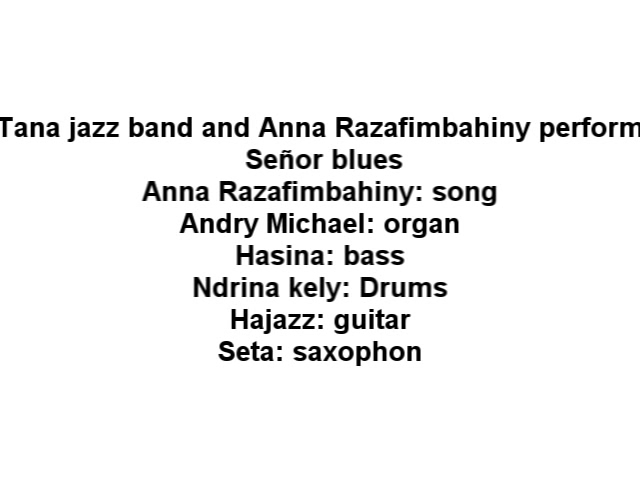 Tana jazz band and Anna Razafimbahiny perform
Señor blues
Anna Razafimbahiny: song
Andry Michael: organ
Hasina: bass
Ndrina kely: Drums
Hajazz: guitar
Seta: saxophon